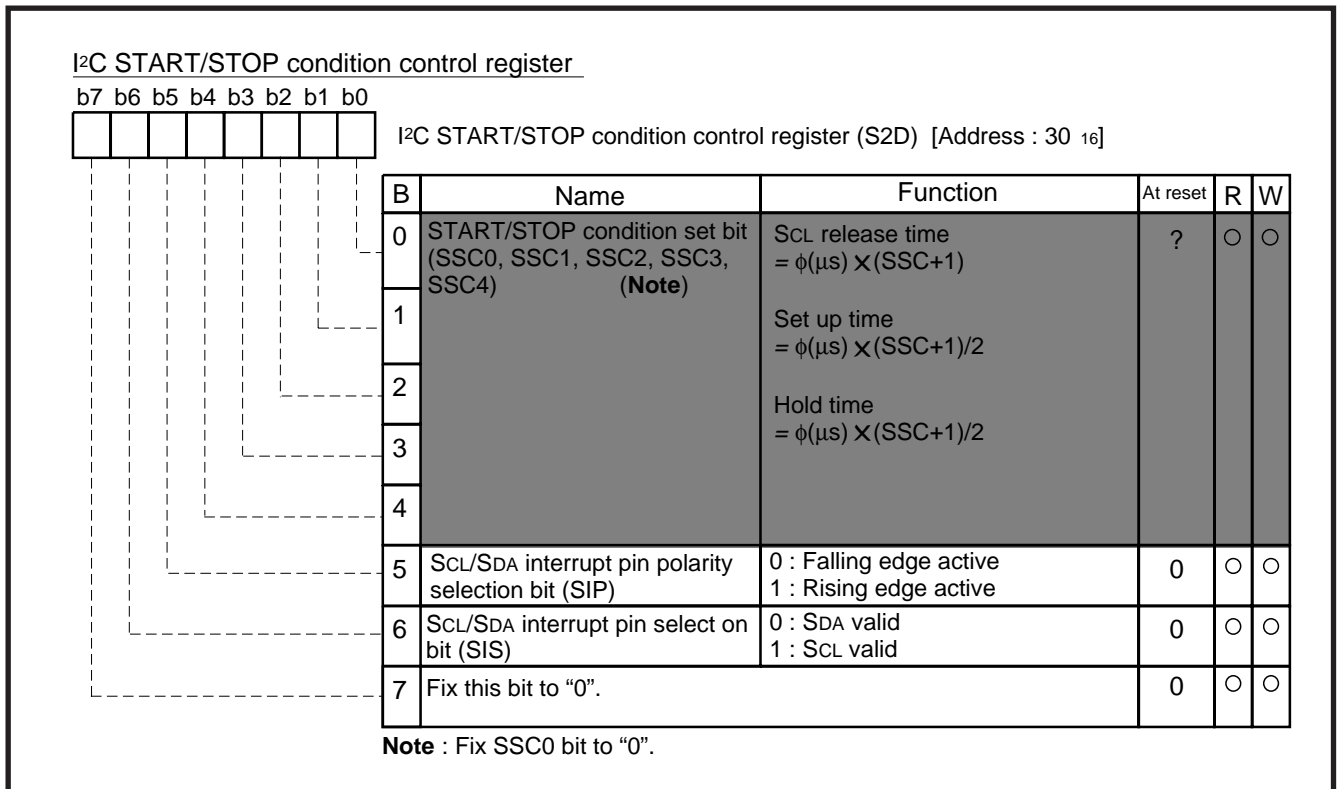 I²C START/STOP condition control register
b7 b6 b5 b4 b3 b2 b1 b0
I²C START/STOP condition control register (S2D) [Address : 30 16]
B Name Function At reset R W
0 START/STOP condition set bit SCL release time ? ○ ○
(SSC0, SSC1, SSC2, SSC3, = ϕ(μs) ×(SSC+1)
SSC4) (Note)
1 Set up time
= ϕ(μs) ×(SSC+1)/2
2
Hold time
= ϕ(μs) ×(SSC+1)/2
3
4
5 SCL/SDA interrupt pin polarity 0 : Falling edge active 0 ○ ○
selection bit (SIP) 1 : Rising edge active
6 SCL/SDA interrupt pin select on 0 : SDA valid 0 ○ ○
bit (SIS) 1 : SCL valid
7 Fix this bit to “0”. 0 ○ ○
Note : Fix SSC0 bit to “0”.